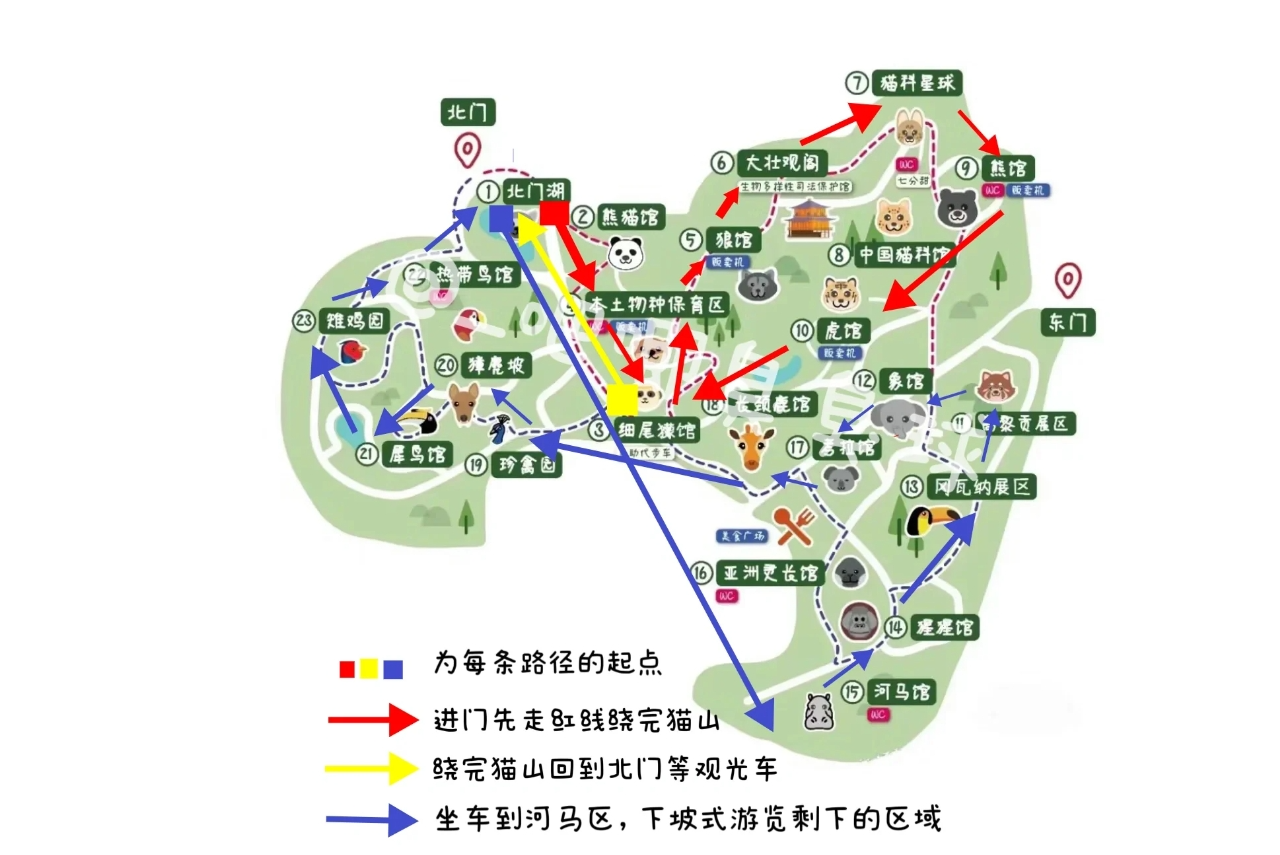 ⑦ 猫科星球
北门
WC
七分甜
⑥ 大壮观阁
生物多样性司法保护馆
⑨ 熊馆
WC 贩卖机
① 北门湖
② 熊猫馆
⑤ 狼馆
贩卖机
⑧ 中国猫科馆
热带鸟馆
本土物种保育区
WC 贩卖机
东门
㉓ 雉鸡园
⑩ 虎馆
贩卖机
⑳ 獐麂坡
⑫ 象馆
⑱ 长颈鹿馆
⑪ 高黎贡展区
③ 细尾獴馆
助代步车
⑰ 考拉馆
㉑ 犀鸟馆
⑲ 珍禽园
⑬ 冈瓦纳展区
美食广场
⑯ 亚洲灵长馆
WC
⑭ 猩猩馆
⑮ 河马馆
WC
为每条路径的起点
进门先走红线绕完猫山
绕完猫山回到北门等观光车
坐车到河马区，下坡式游览剩下的区域